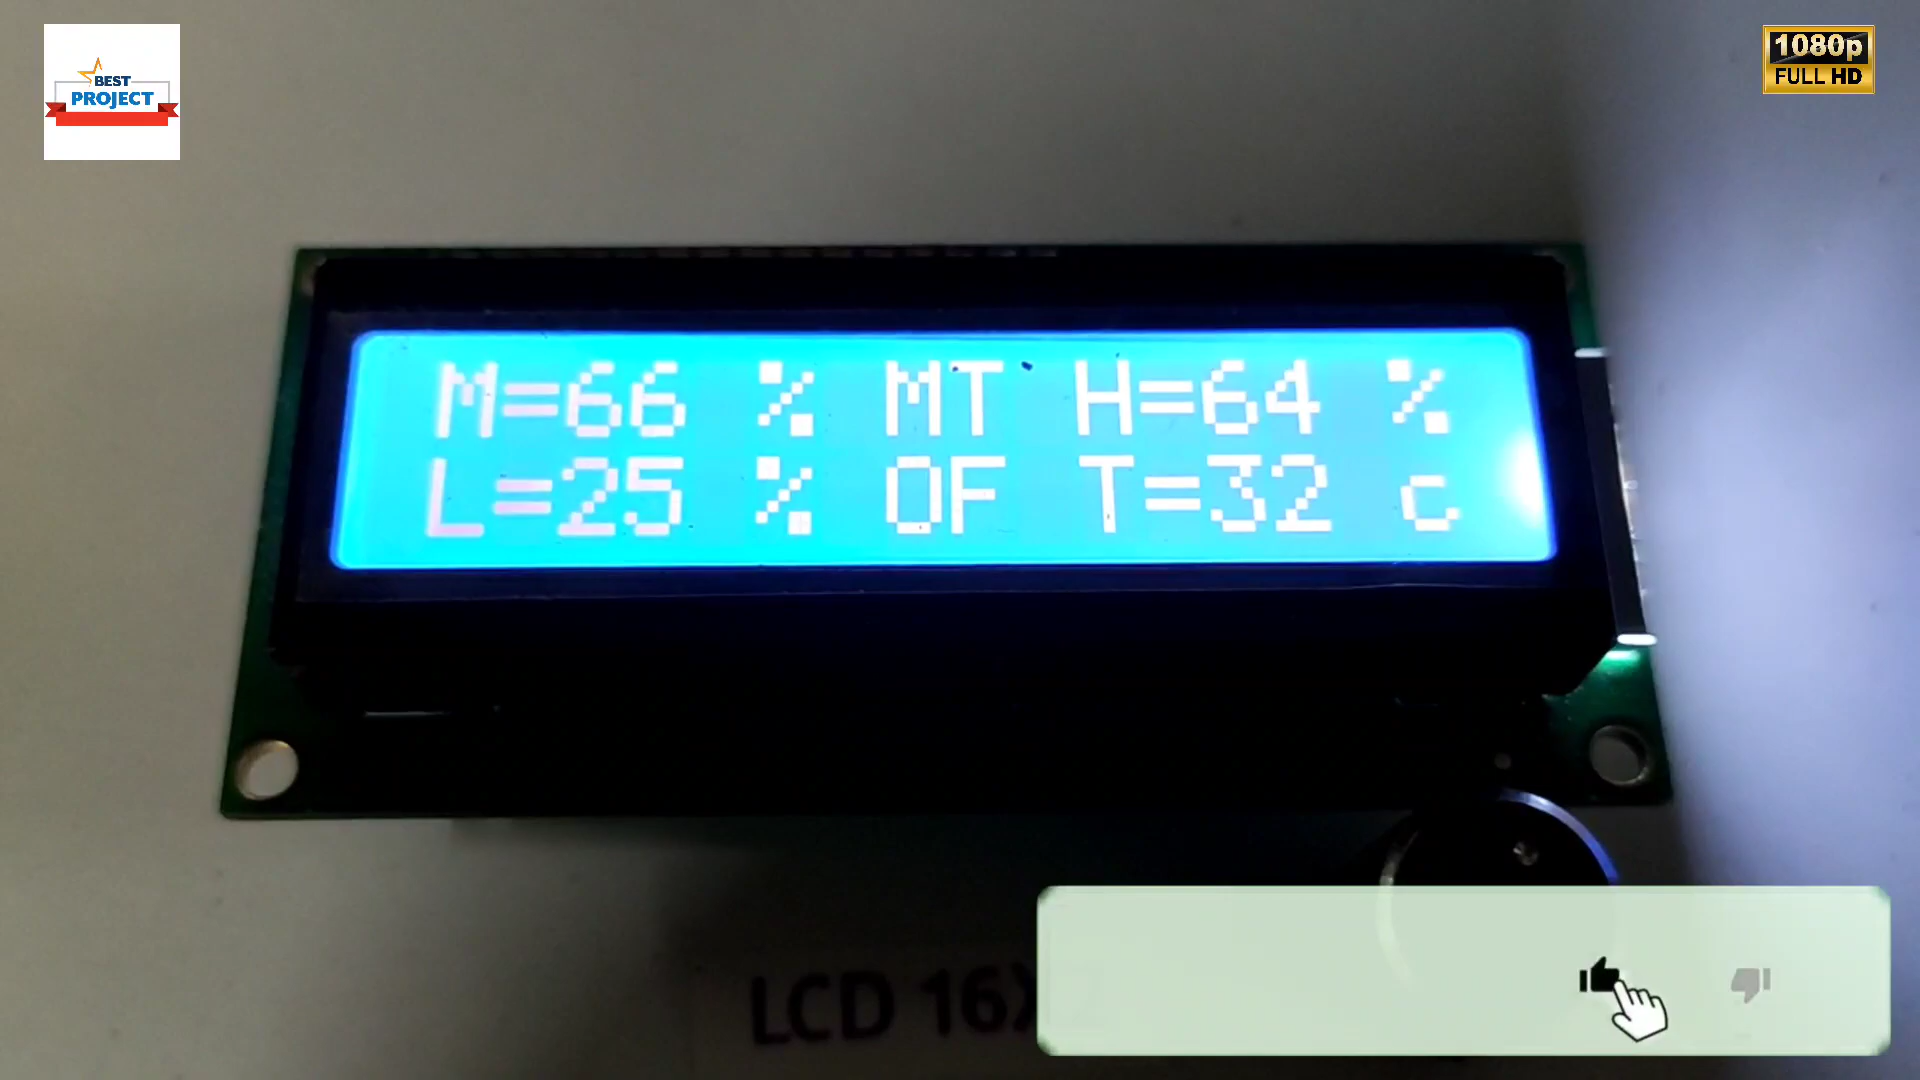 BEST
PROJECT
1080p
FULL HD
M=66 % MT H=64 %
L=25 % OF T=32 c
LCD 16X